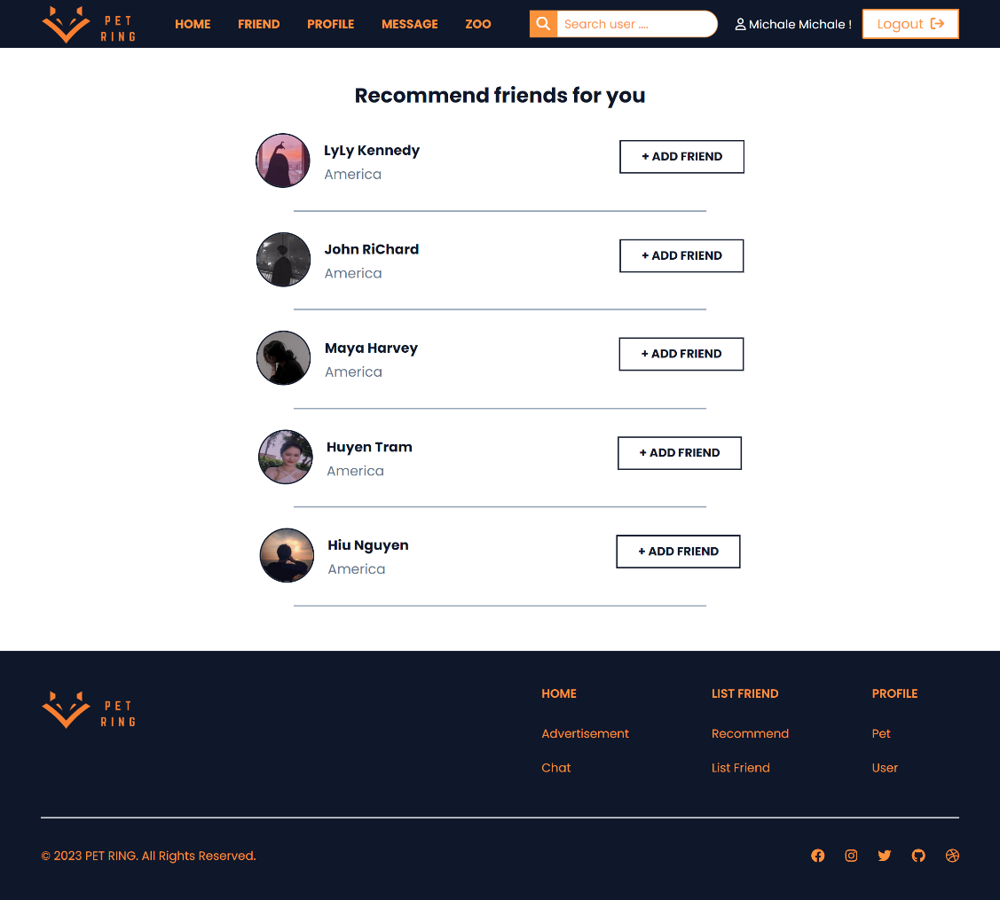 PET
RING
HOME FRIEND PROFILE MESSAGE ZOO Search user .... Michale Michale ! Logout
Recommend friends for you
LyLy Kennedy
America
+ ADD FRIEND
John RiChard
America
+ ADD FRIEND
Maya Harvey
America
+ ADD FRIEND
Huyen Tram
America
+ ADD FRIEND
Hiu Nguyen
America
+ ADD FRIEND
PET
RING
HOME LIST FRIEND PROFILE
Advertisement Recommend Pet
Chat List Friend User
© 2023 PET RING. All Rights Reserved.